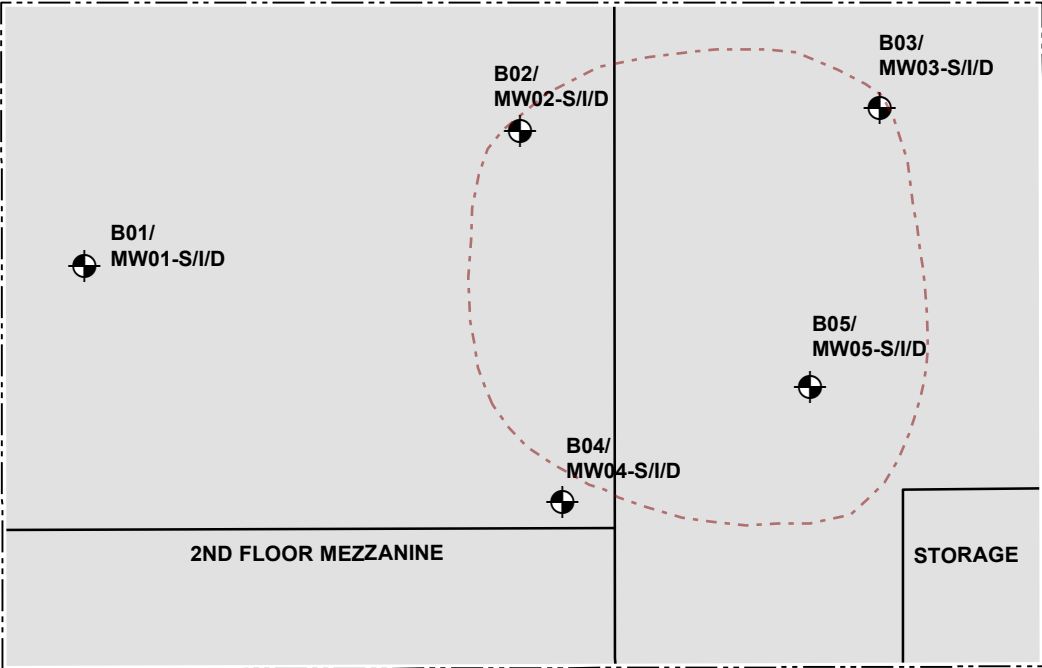 B03/
MW03-S/I/D
B02/
MW02-S/I/D
B01/
MW01-S/I/D
B05/
MW05-S/I/D
B04/
MW04-S/I/D
2ND FLOOR MEZZANINE
STORAGE